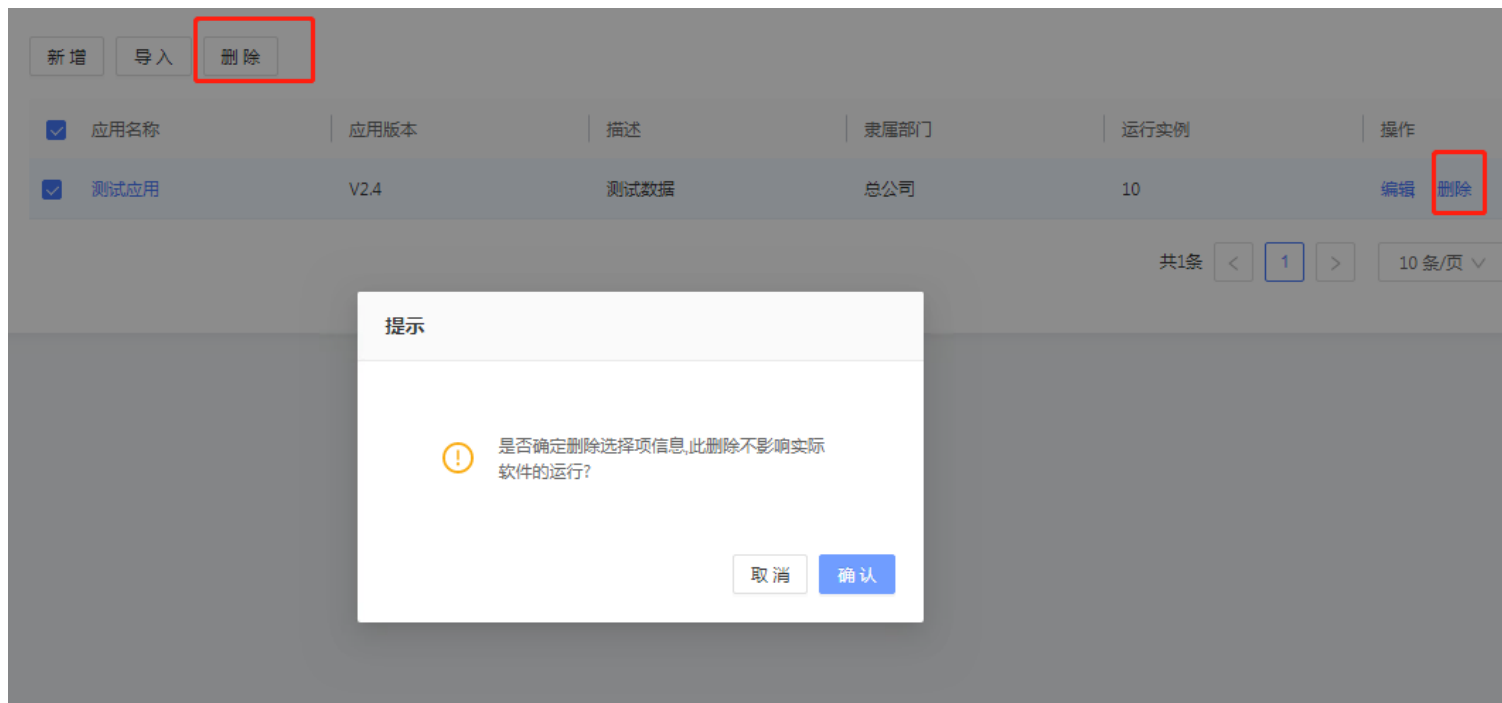 新增 导入 删除
应用名称 应用版本 描述 隶属部门 运行实例 操作
测试应用 V2.4 测试数据 总公司 10 编辑 删除
共1条 < 1 > 10 条/页
提示
是否确定删除选择项信息,此删除不影响实际
软件的运行?
取消 确认